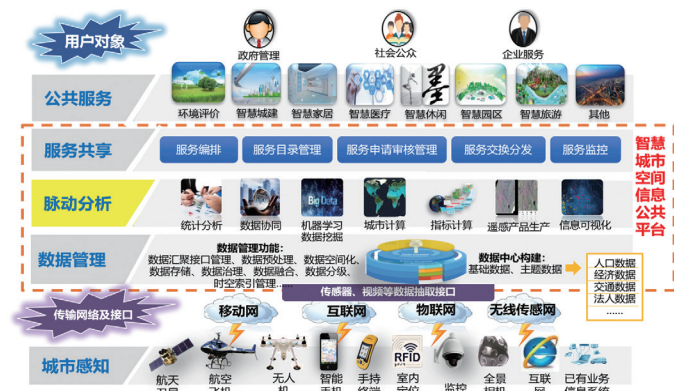 用户对象
政府管理
社会公众
企业服务
公共服务
环境评价
智慧城建
智慧家居
智慧医疗
智慧休闲
智慧园区
智慧旅游
其他
墨
服务共享
服务编排
服务目录管理
服务申请审核管理
服务交换分发
服务监控
智慧
城市
空间
信息
公共
平台
脉动分析
Big Data
统计分析
数据协同
机器学习
数据挖掘
城市计算
指标计算
遥感产品生产
信息可视化
数据管理
数据管理功能:
数据汇聚接口管理、数据预处理、数据空间化、
数据存储、数据治理、数据融合、数据分级、
时空索引管理......
数据中心构建:
基础数据、主题数据
人口数据
经济数据
交通数据
法人数据
......
传感器、视频等数据抽取接口
传输网络及接口
移动网
互联网
物联网
无线传感网
城市感知
RFID
航天
航空
无人
机
智能
手持
室内
监控
全景
互联
网
已有业务